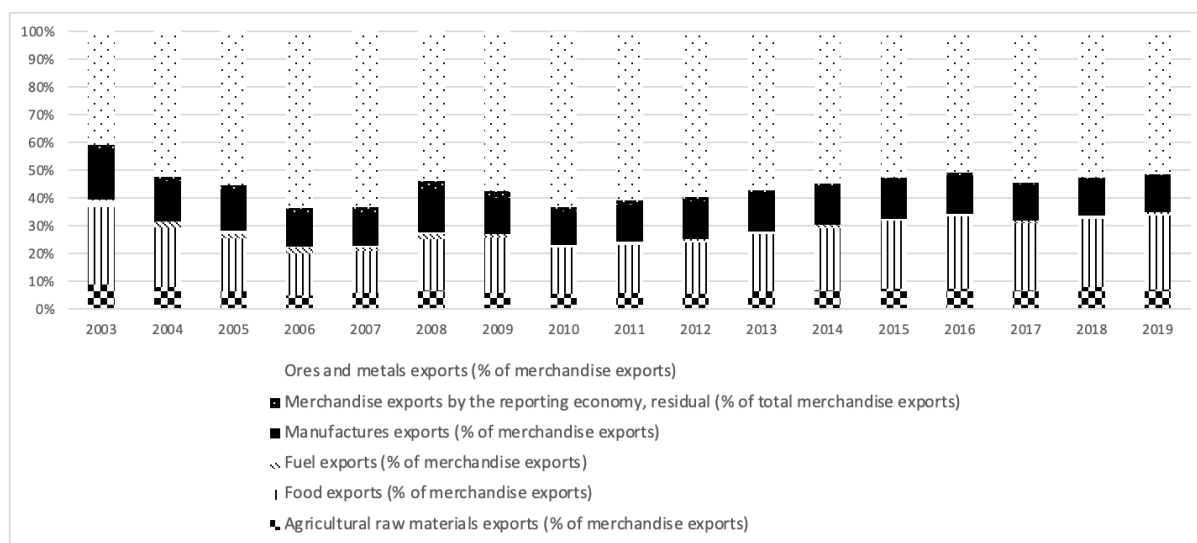 100%
90%
80%
70%
60%
50%
40%
30%
20%
10%
0%
2003 2004 2005 2006 2007 2008 2009 2010 2011 2012 2013 2014 2015 2016 2017 2018 2019
Ores and metals exports (% of merchandise exports)
Merchandise exports by the reporting economy, residual (% of total merchandise exports)
Manufactures exports (% of merchandise exports)
Fuel exports (% of merchandise exports)
Food exports (% of merchandise exports)
Agricultural raw materials exports (% of merchandise exports)